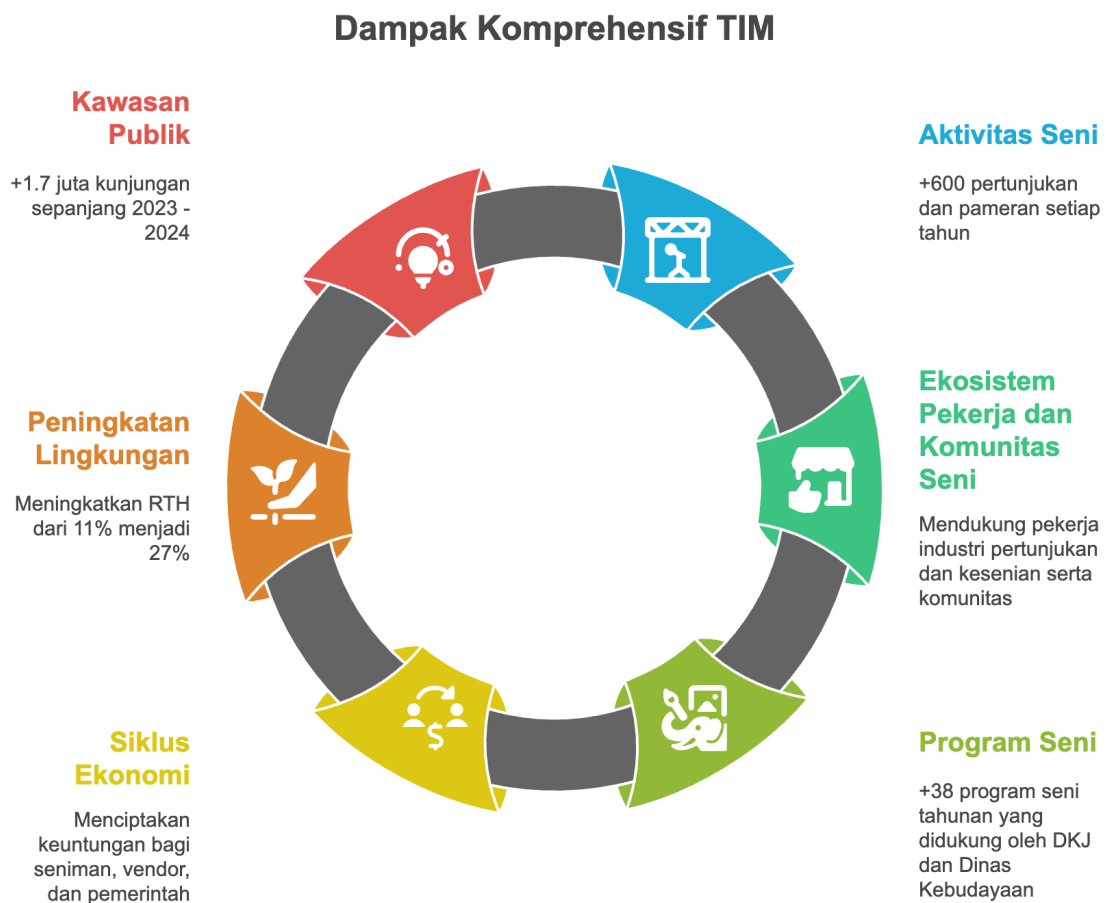 Dampak Komprehensif TIM
Kawasan
Publik
+1.7 juta kunjungan
sepanjang 2023 -
2024
Aktivitas Seni
+600 pertunjukan
dan pameran setiap
tahun
Peningkatan
Lingkungan
Meningkatkan RTH
dari 11% menjadi
27%
Ekosistem
Pekerja dan
Komunitas
Seni
Mendukung pekerja
industri pertunjukan
dan kesenian serta
komunitas
Siklus
Ekonomi
Menciptakan
keuntungan bagi
seniman, vendor,
dan pemerintah
Program Seni
+38 program seni
tahunan yang
didukung oleh DKJ
dan Dinas
Kebudayaan
$